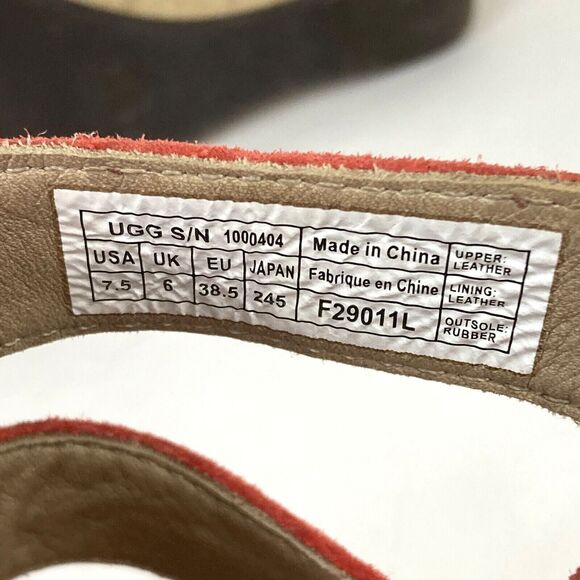 UGG S/N 1000404
USA UK EU JAPAN
7.5 6 38.5 245
Made in China
Fabrique en Chine
F29011L
UPPER:
LEATHER
LINING:
LEATHER
OUTSOLE:
RUBBER